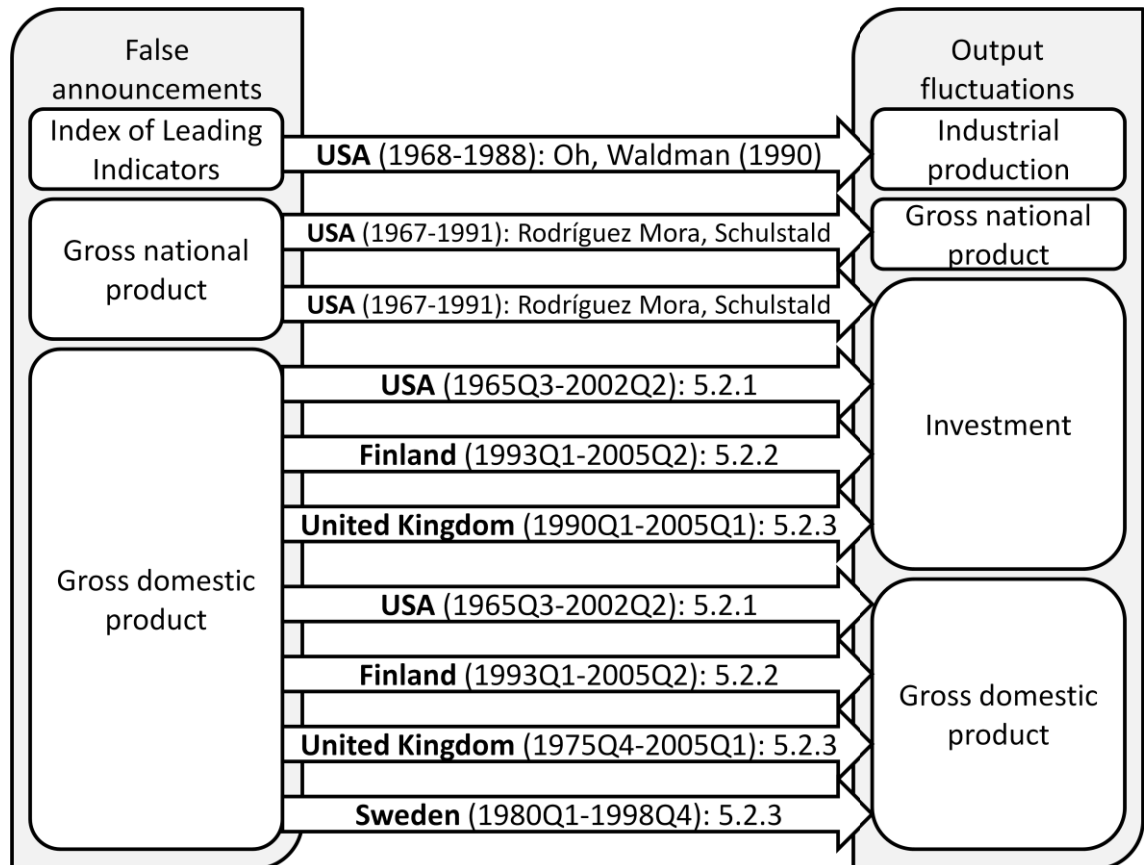 False
announcements
Output
fluctuations
Index of Leading
Indicators
USA (1968-1988): Oh, Waldman (1990)
Industrial
production
Gross national
product
USA (1967-1991): Rodríguez Mora, Schulstald
Gross national
product
USA (1967-1991): Rodríguez Mora, Schulstald
Gross domestic
product
USA (1965Q3-2002Q2): 5.2.1
Finland (1993Q1-2005Q2): 5.2.2
United Kingdom (1990Q1-2005Q1): 5.2.3
Investment
USA (1965Q3-2002Q2): 5.2.1
Finland (1993Q1-2005Q2): 5.2.2
United Kingdom (1975Q4-2005Q1): 5.2.3
Sweden (1980Q1-1998Q4): 5.2.3
Gross domestic
product